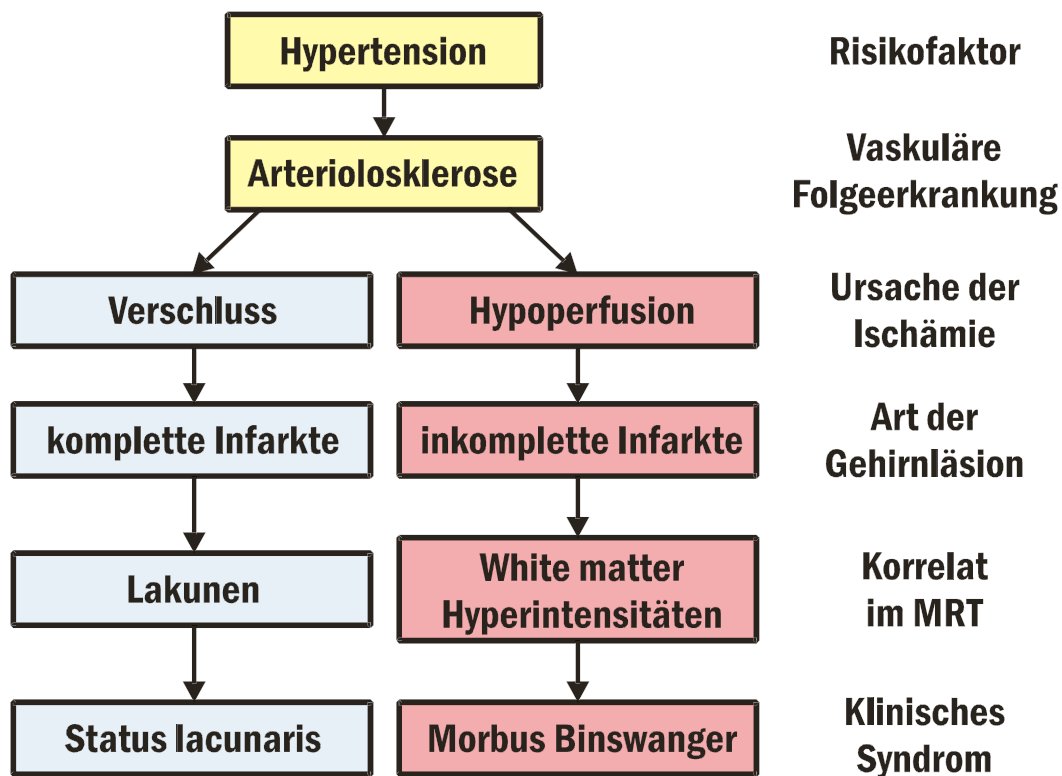 Hypertension
Risikofaktor
Arteriolosklerose
Vaskuläre
Folgeerkrankung
Verschluss
Hypoperfusion
Ursache der
Ischämie
komplette Infarkte
inkomplette Infarkte
Art der
Gehirnläsion
Lakunen
White matter
Hyperintensitäten
Korrelat
im MRT
Status lacunaris
Morbus Binswanger
Klinisches
Syndrom